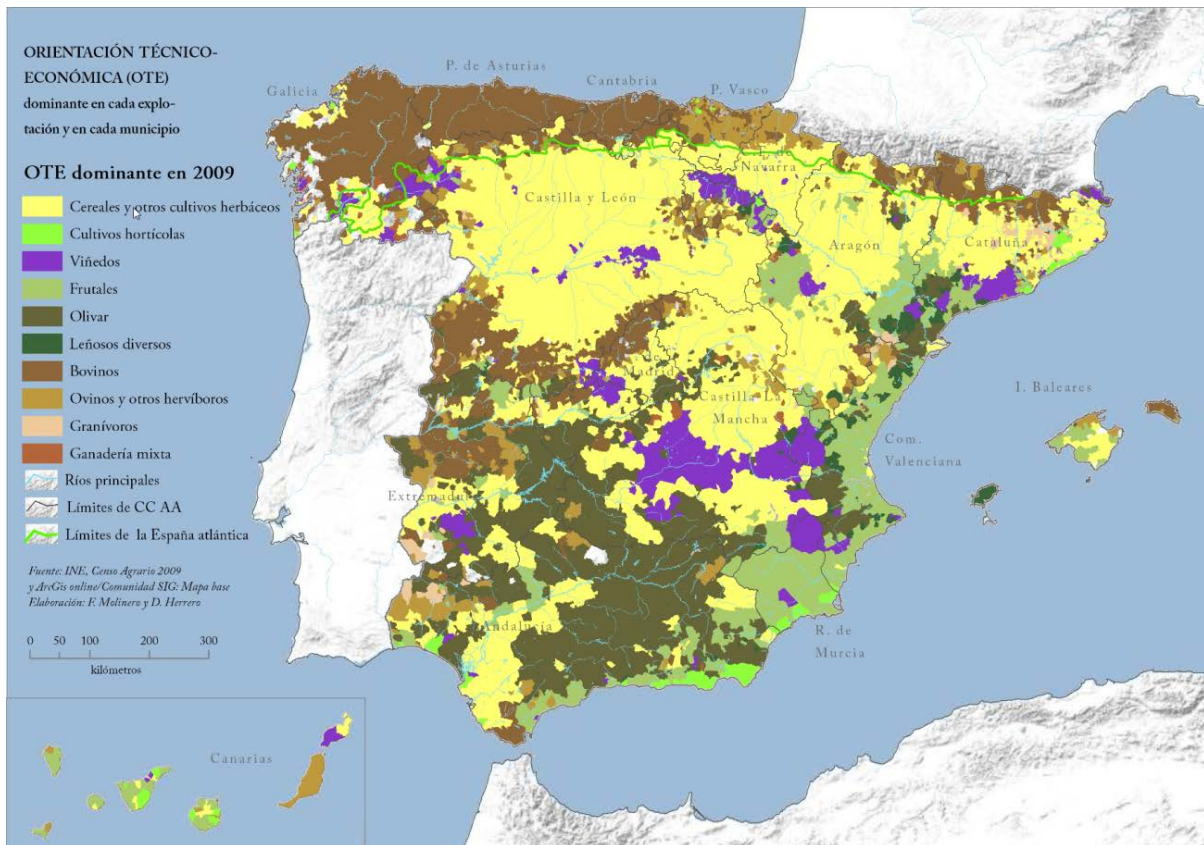 ORIENTACIÓN TÉCNICO-
ECONÓMICA (OTE)
dominante en cada explo-
tación y en cada municipio
OTE dominante en 2009
Cereales y otros cultivos herbáceos
Cultivos hortícolas
Viñedos
Frutales
Olivar
Leñosos diversos
Bovinos
Ovinos y otros hervíboros
Granívoros
Ganadería mixta
Ríos principales
Límites de CC AA
Límites de la España atlántica
Fuente: INE, Censo Agrario 2009
y ArcGis online/Comunidad SIG: Mapa base
Elaboración: F. Molinero y D. Herrero
0 50 100 200 300
kilómetros
Galicia
P. de Asturias
Cantabria
P. Vasco
Navarra
Castilla y León
Aragón
Cataluña
Madrid
Castilla La
Mancha
Com.
Valenciana
I. Baleares
Extremadura
Andalucía
R. de
Murcia
Canarias